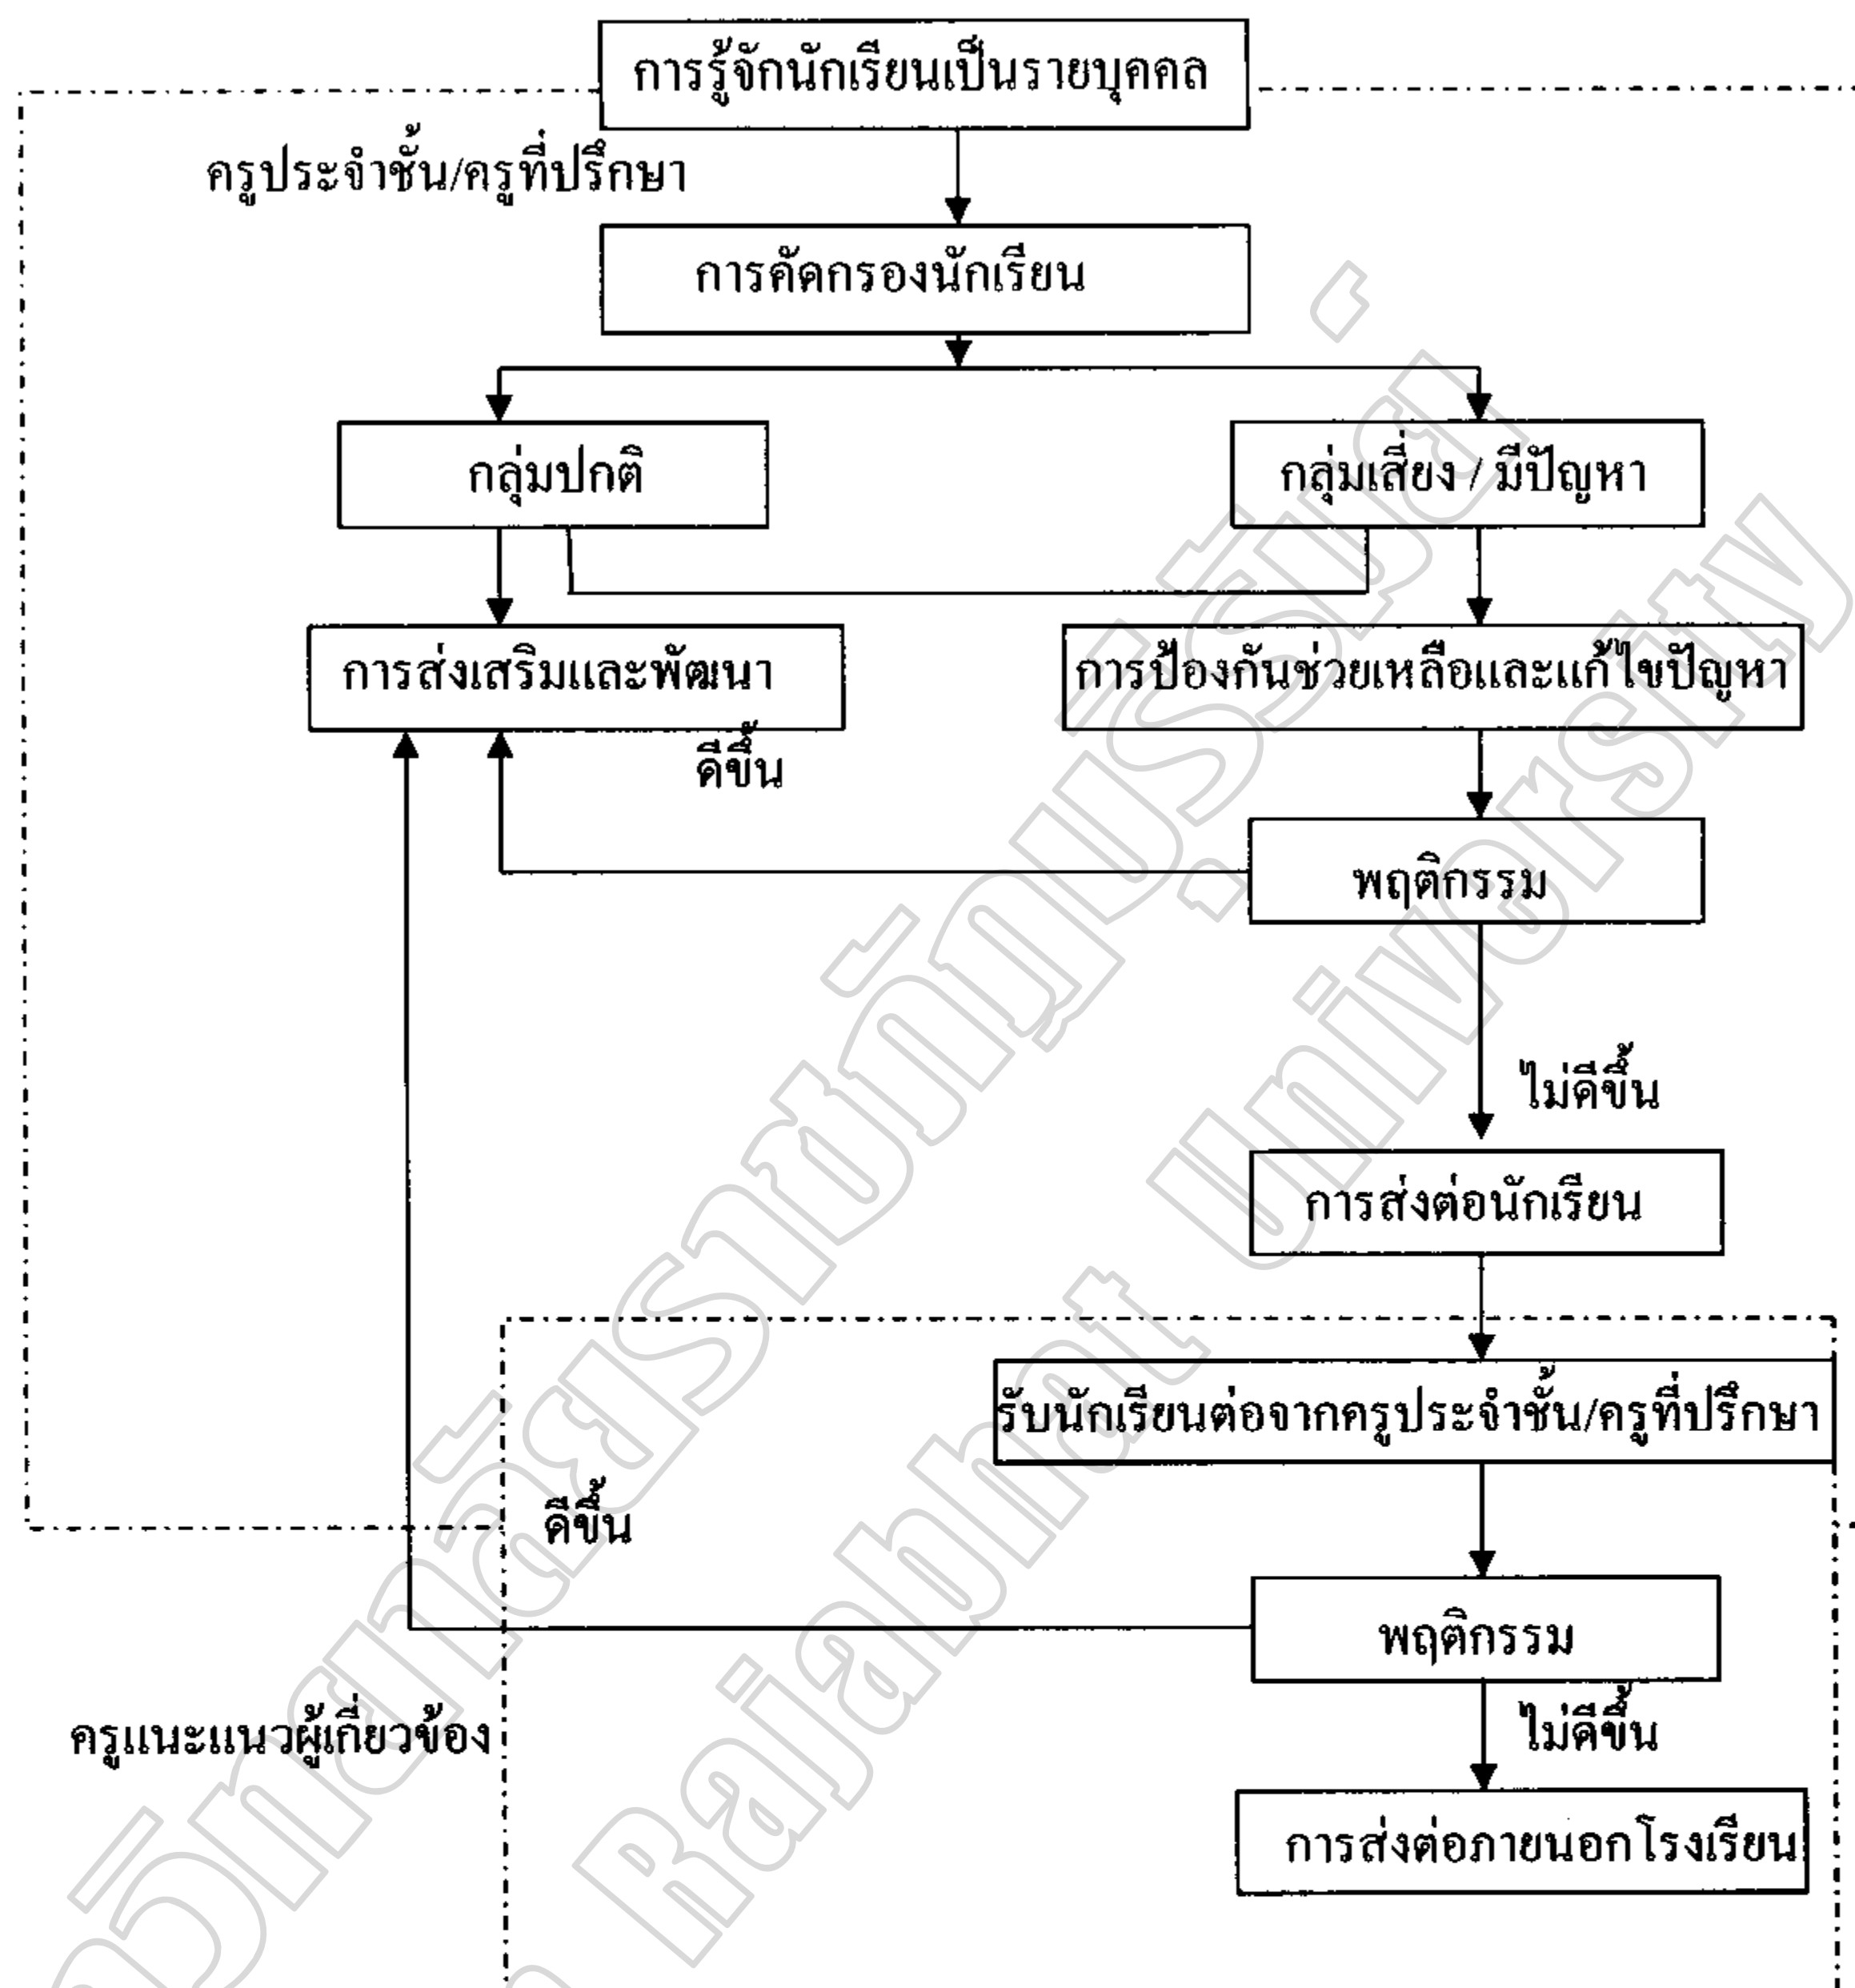 การรู้จักนักเรียนเป็นรายบุคคล
ครูประจำชั้น/ครูที่ปรึกษา
การคัดกรองนักเรียน
กลุ่มปกติ
กลุ่มเสี่ยง / มีปัญหา
การส่งเสริมและพัฒนา
การป้องกันช่วยเหลือและแก้ไขปัญหา
ดีขึ้น
พฤติกรรม
ไม่ดีขึ้น
การส่งต่อนักเรียน
รับนักเรียนต่อจากครูประจำชั้น/ครูที่ปรึกษา
ดีขึ้น
พฤติกรรม
ครูแนะแนวผู้เกี่ยวข้อง
ไม่ดีขึ้น
การส่งต่อภายนอกโรงเรียน
Rajabhat University